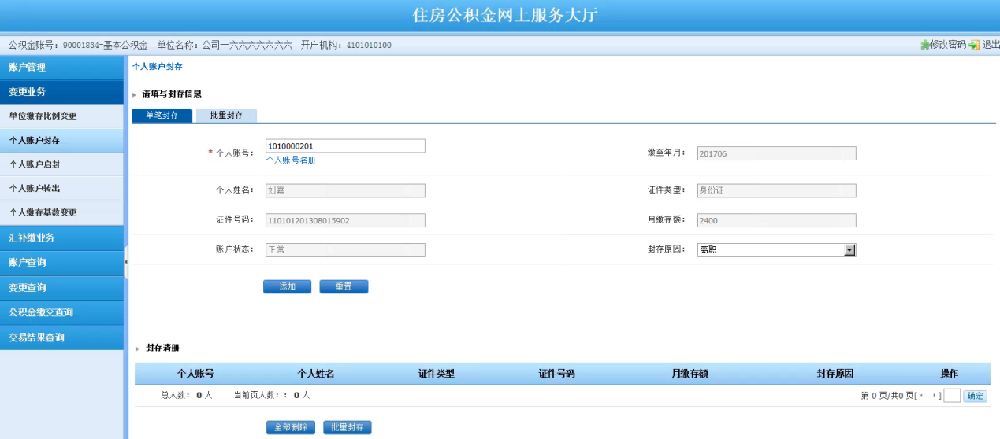 住房公积金网上服务大厅
公积金账号：90001834-基本公积金 单位名称：公司一六六六六六六六 开户机构：4101010100 修改密码 退出
账户管理
个人账户封存
变更业务
请填写封存信息
单位缴存比例变更
单笔封存 批量封存
个人账户封存
* 个人账号： 1010000201 缴至年月： 201706
个人账号名册
个人账户启封
个人账户转出
个人姓名： 刘嘉 证件类型： 身份证
个人缴存基数变更
证件号码： 110101201308015902 月缴存额： 2400
汇补缴业务
账户状态： 正常 封存原因： 离职
账户查询
变更查询
添加 重置
公积金缴交查询
交易结果查询
封存清册
个人账号 个人姓名 证件类型 证件号码 月缴存额 封存原因 操作
总人数： 0 人 当前页人数：： 0 人 第 0 页/共0 页[ ‹ › ] 确定
全部删除 批量封存